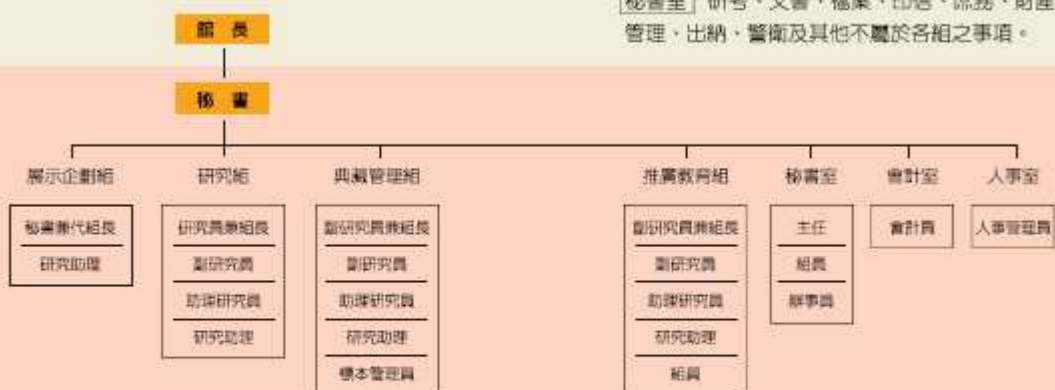 秘書室 研考、文書、檔案、印信、庶務、財產
管理、出納、警衛及其他不屬於各組之事項。
館 長
秘 書
展示企劃組 研究組 典藏管理組 推廣教育組 秘書室 會計室 人事室
秘書兼代組長 研究員兼組長 副研究員兼組長 副研究員兼組長 主任 會計員 人事管理員
研究助理 副研究員 副研究員 副研究員 組員
助理研究員 助理研究員 助理研究員 辦事員
研究助理 研究助理 研究助理
標本管理員 組員